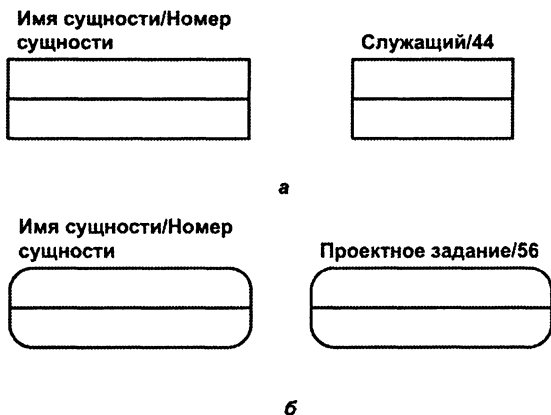 Имя сущности/Номер
сущности
Служащий/44
а
Имя сущности/Номер
сущности
Проектное задание/56
б